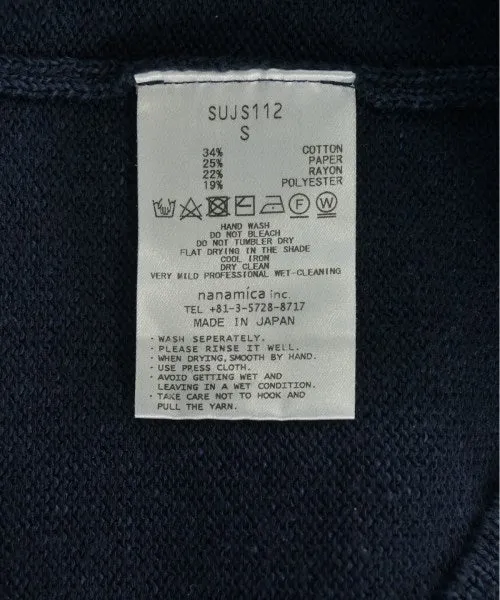 SUJS112
S
34% COTTON
25% PAPER
22% RAYON
19% POLYESTER
F W
HAND WASH
DO NOT BLEACH
DO NOT TUMBLER DRY
FLAT DRYING IN THE SHADE
COOL IRON
DRY CLEAN
VERY MILD PROFESSIONAL WET-CLEANING
nanamica inc.
TEL +81-3-5728-8717
MADE IN JAPAN
· WASH SEPERATELY.
· PLEASE RINSE IT WELL.
· WHEN DRYING, SMOOTH BY HAND.
· USE PRESS CLOTH.
· AVOID GETTING WET AND
LEAVING IN A WET CONDITION.
· TAKE CARE NOT TO HOOK AND
PULL THE YARN.